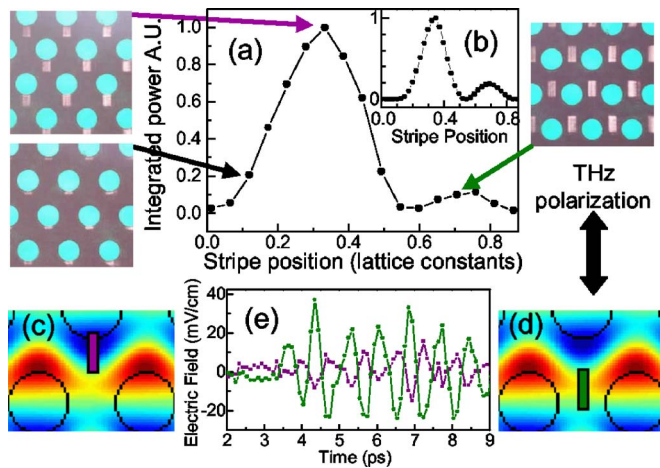 (a)
(b)
Integrated power A.U.
1.0
0.8
0.6
0.4
0.2
0.0
0.0 0.2 0.4 0.6 0.8
Stripe position (lattice constants)
1
0
0.0 0.4 0.8
Stripe Position
THz
polarization
(c)
(e)
(d)
Electric Field (mV/cm)
40
20
0
-20
2 3 4 5 6 7 8 9
Time (ps)